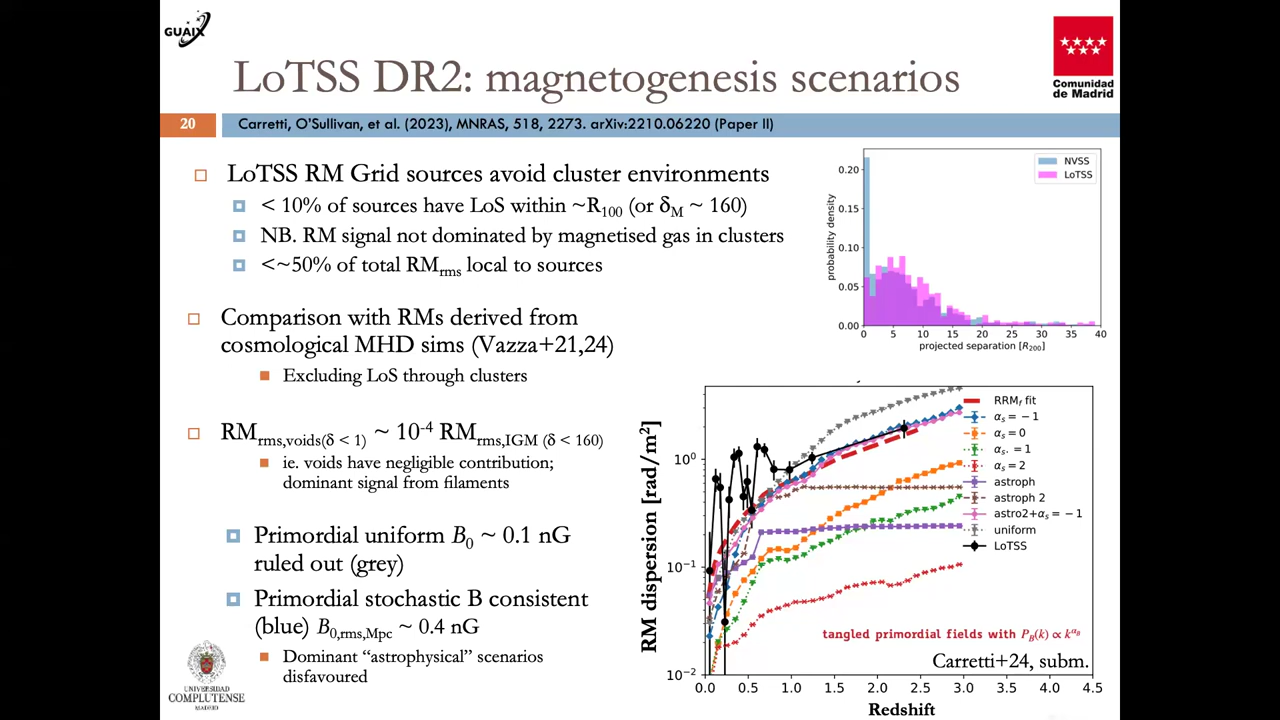 GUAIX
LoTSS DR2: magnetogenesis scenarios
Comunidad
de Madrid
20
Carretti, O'Sullivan, et al. (2023), MNRAS, 518, 2273. arXiv:2210.06220 (Paper II)
LoTSS RM Grid sources avoid cluster environments
< 10% of sources have LoS within ~R100 (or δM ~ 160)
NB. RM signal not dominated by magnetised gas in clusters
<~50% of total RMrms local to sources
Comparison with RMs derived from
cosmological MHD sims (Vazza+21,24)
Excluding LoS through clusters
RMrms,voids(δ < 1) ~ 10-4 RMrms,IGM (δ < 160)
ie. voids have negligible contribution;
dominant signal from filaments
Primordial uniform B0 ~ 0.1 nG
ruled out (grey)
Primordial stochastic B consistent
(blue) B0,rms,Mpc ~ 0.4 nG
Dominant “astrophysical” scenarios
disfavoured
UNIVERSIDAD
COMPLUTENSE
MADRID
NVSS
LoTSS
probability density
0.20
0.15
0.10
0.05
0.00
0 5 10 15 20 25 30 35 40
projected separation [R200]
RM dispersion [rad/m2]
100
10-1
10-2
RRMf fit
αs = −1
αs = 0
αs. = 1
αs = 2
astroph
astroph 2
astro2+αs = −1
uniform
LoTSS
tangled primordial fields with PB(k) ∝ kαB
Carretti+24, subm.
0.0 0.5 1.0 1.5 2.0 2.5 3.0 3.5 4.0 4.5
Redshift